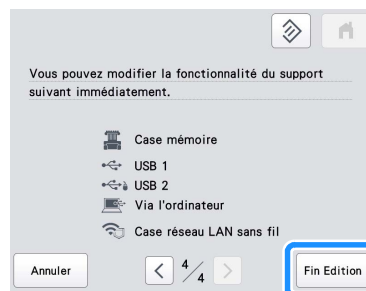 Vous pouvez modifier la fonctionnalité du support
suivant immédiatement.
Case mémoire
USB 1
USB 2
Via l'ordinateur
Case réseau LAN sans fil
Annuler
4/4
Fin Edition